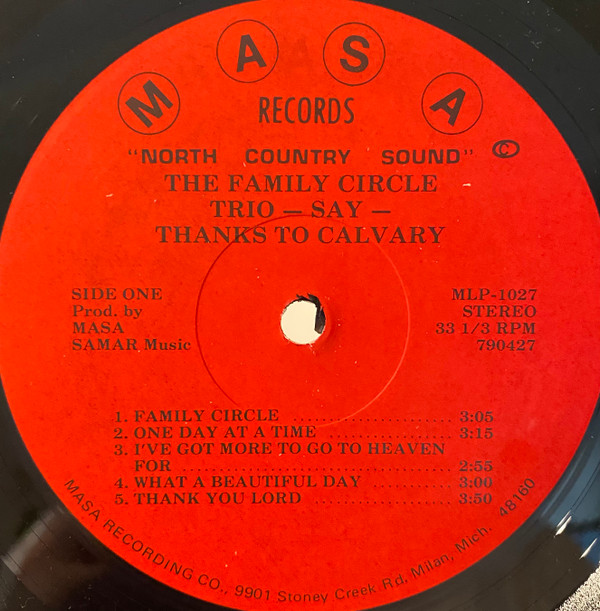 MASA
RECORDS
"NORTH COUNTRY SOUND" ©
THE FAMILY CIRCLE
TRIO — SAY —
THANKS TO CALVARY
SIDE ONE
Prod. by
MASA
SAMAR Music
MLP-1027
STEREO
33 1/3 RPM
790427
1. FAMILY CIRCLE ........................ 3:05
2. ONE DAY AT A TIME .................. 3:15
3. I'VE GOT MORE TO GO TO HEAVEN
FOR ........................................ 2:55
4. WHAT A BEAUTIFUL DAY ............ 3:00
5. THANK YOU LORD .................... 3:50
MASA RECORDING CO., 9901 Stoney Creek Rd, Milan, Mich. 48160